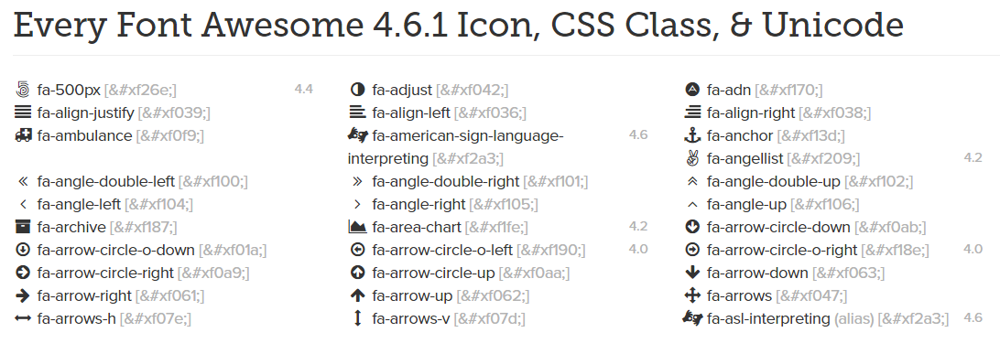 Every Font Awesome 4.6.1 Icon, CSS Class, & Unicode
fa-500px [&#xf26e;] 4.4 fa-adjust [&#xf042;] fa-adn [&#xf170;]
fa-align-justify [&#xf039;] fa-align-left [&#xf036;] fa-align-right [&#xf038;]
fa-ambulance [&#xf0f9;] fa-american-sign-language- 4.6 fa-anchor [&#xf13d;]
interpreting [&#xf2a3;] fa-angellist [&#xf209;] 4.2
fa-angle-double-left [&#xf100;] fa-angle-double-right [&#xf101;] fa-angle-double-up [&#xf102;]
fa-angle-left [&#xf104;] fa-angle-right [&#xf105;] fa-angle-up [&#xf106;]
fa-archive [&#xf187;] fa-area-chart [&#xf1fe;] 4.2 fa-arrow-circle-down [&#xf0ab;]
fa-arrow-circle-o-down [&#xf01a;] fa-arrow-circle-o-left [&#xf190;] 4.0 fa-arrow-circle-o-right [&#xf18e;] 4.0
fa-arrow-circle-right [&#xf0a9;] fa-arrow-circle-up [&#xf0aa;] fa-arrow-down [&#xf063;]
fa-arrow-right [&#xf061;] fa-arrow-up [&#xf062;] fa-arrows [&#xf047;]
fa-arrows-h [&#xf07e;] fa-arrows-v [&#xf07d;] fa-asl-interpreting (alias) [&#xf2a3;] 4.6